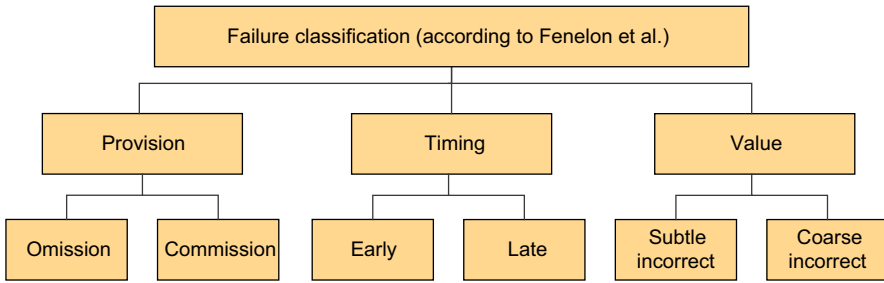 Failure classification (according to Fenelon et al.)
Provision
Timing
Value
Omission
Commission
Early
Late
Subtle
incorrect
Coarse
incorrect